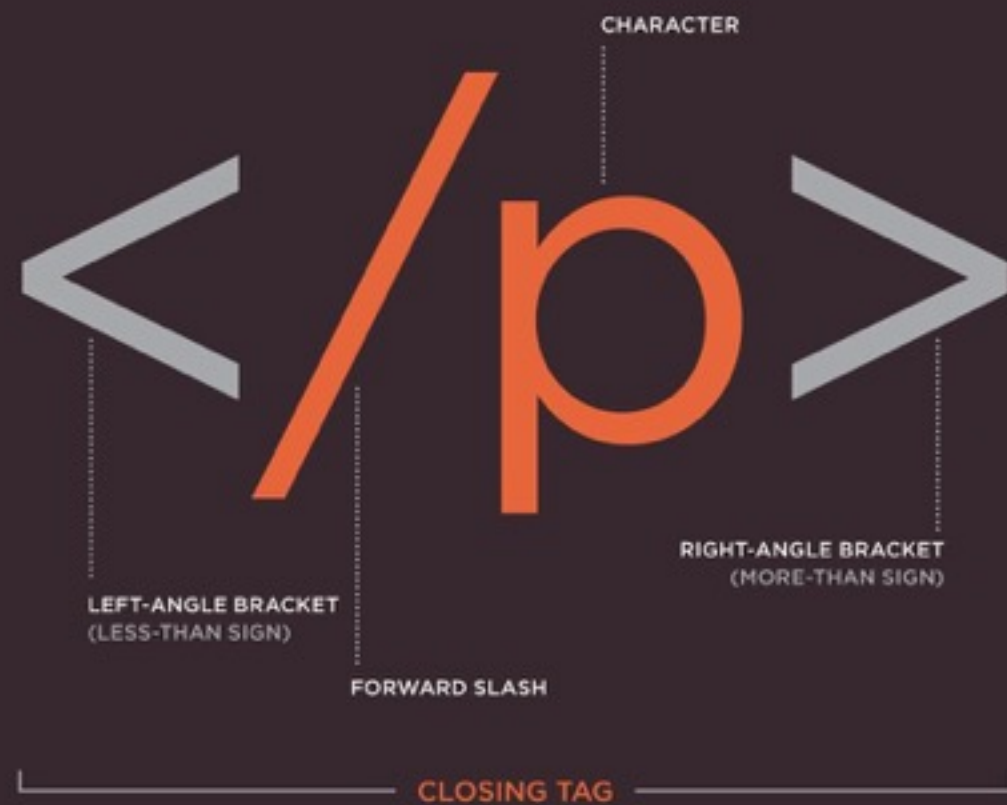 CHARACTER
</p>
RIGHT-ANGLE BRACKET
(MORE-THAN SIGN)
LEFT-ANGLE BRACKET
(LESS-THAN SIGN)
FORWARD SLASH
CLOSING TAG